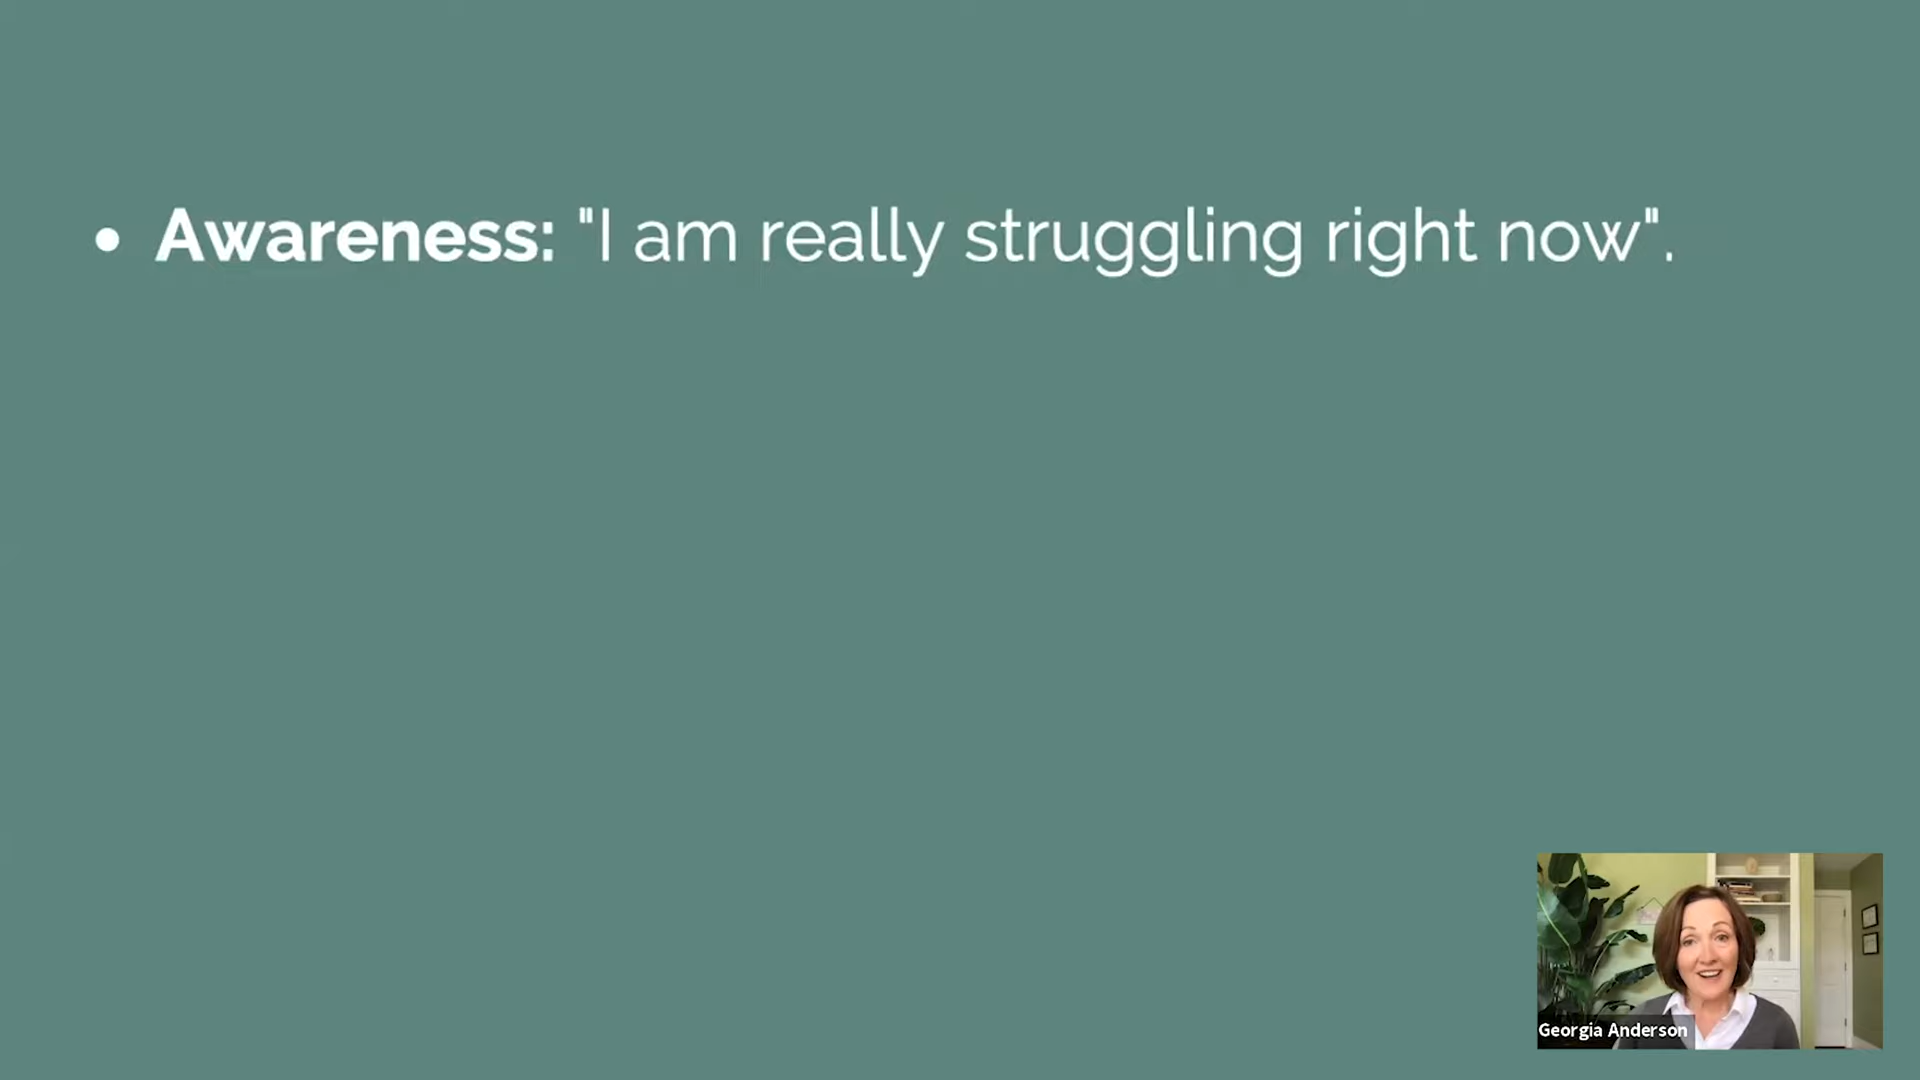 • Awareness: "I am really struggling right now".
Georgia Anderson